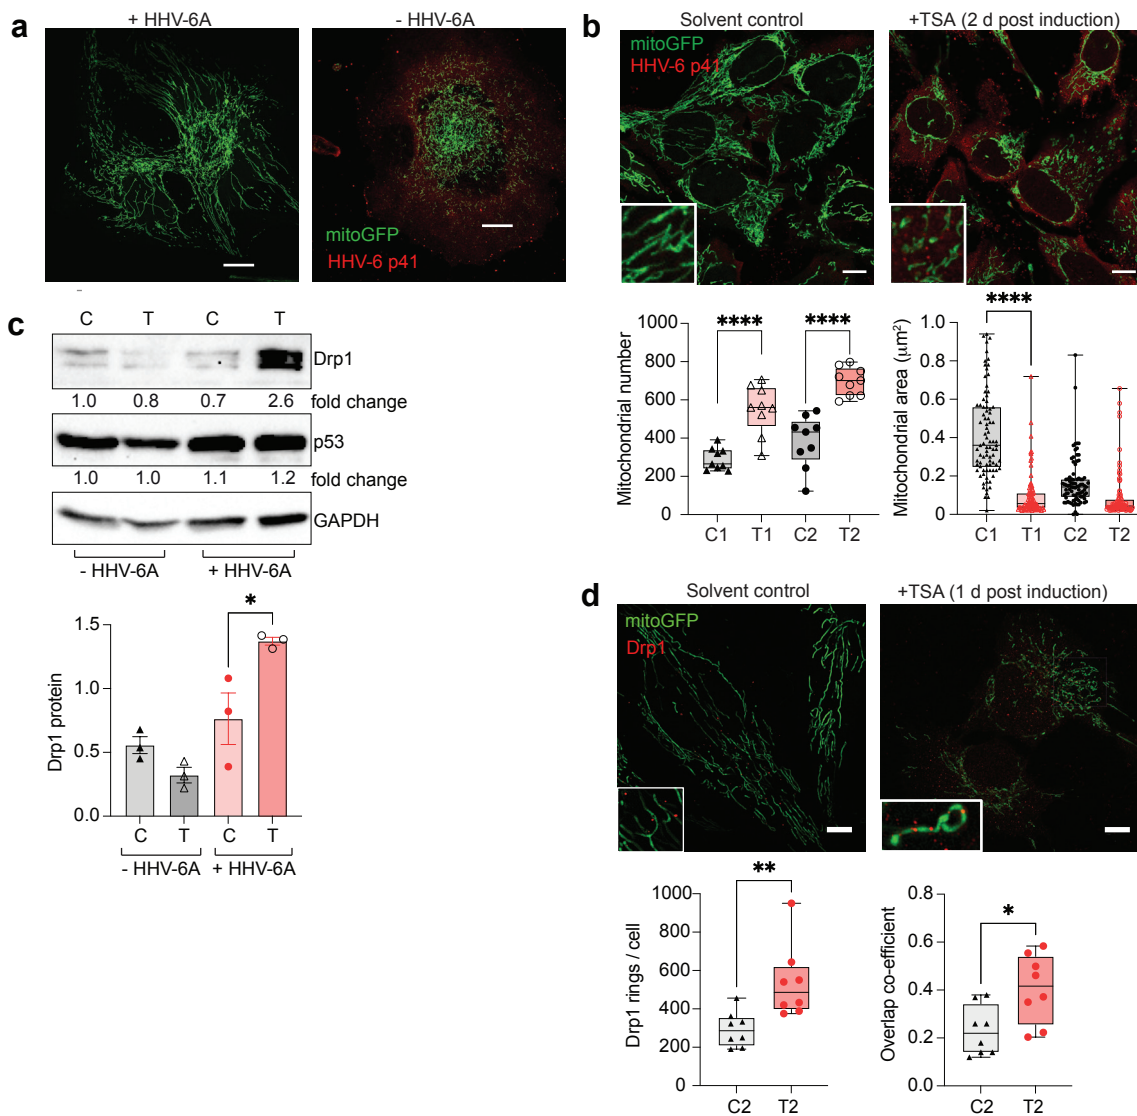 a
+ HHV-6A
- HHV-6A
mitoGFP
HHV-6 p41
b
Solvent control
+TSA (2 d post induction)
mitoGFP
HHV-6 p41
Mitochondrial number
1000
800
600
400
200
0
****
****
C1 T1 C2 T2
Mitochondrial area (μm²)
1.0
0.8
0.6
0.4
0.2
0
****
C1 T1 C2 T2
c
C T C T
Drp1
1.0 0.8 0.7 2.6 fold change
p53
1.0 1.0 1.1 1.2 fold change
GAPDH
- HHV-6A + HHV-6A
Drp1 protein
1.5
1.0
0.5
0.0
*
C T C T
- HHV-6A + HHV-6A
d
Solvent control
+TSA (1 d post induction)
mitoGFP
Drp1
Drp1 rings / cell
1000
800
600
400
200
0
**
C2 T2
Overlap co-efficient
0.8
0.6
0.4
0.2
0.0
*
C2 T2